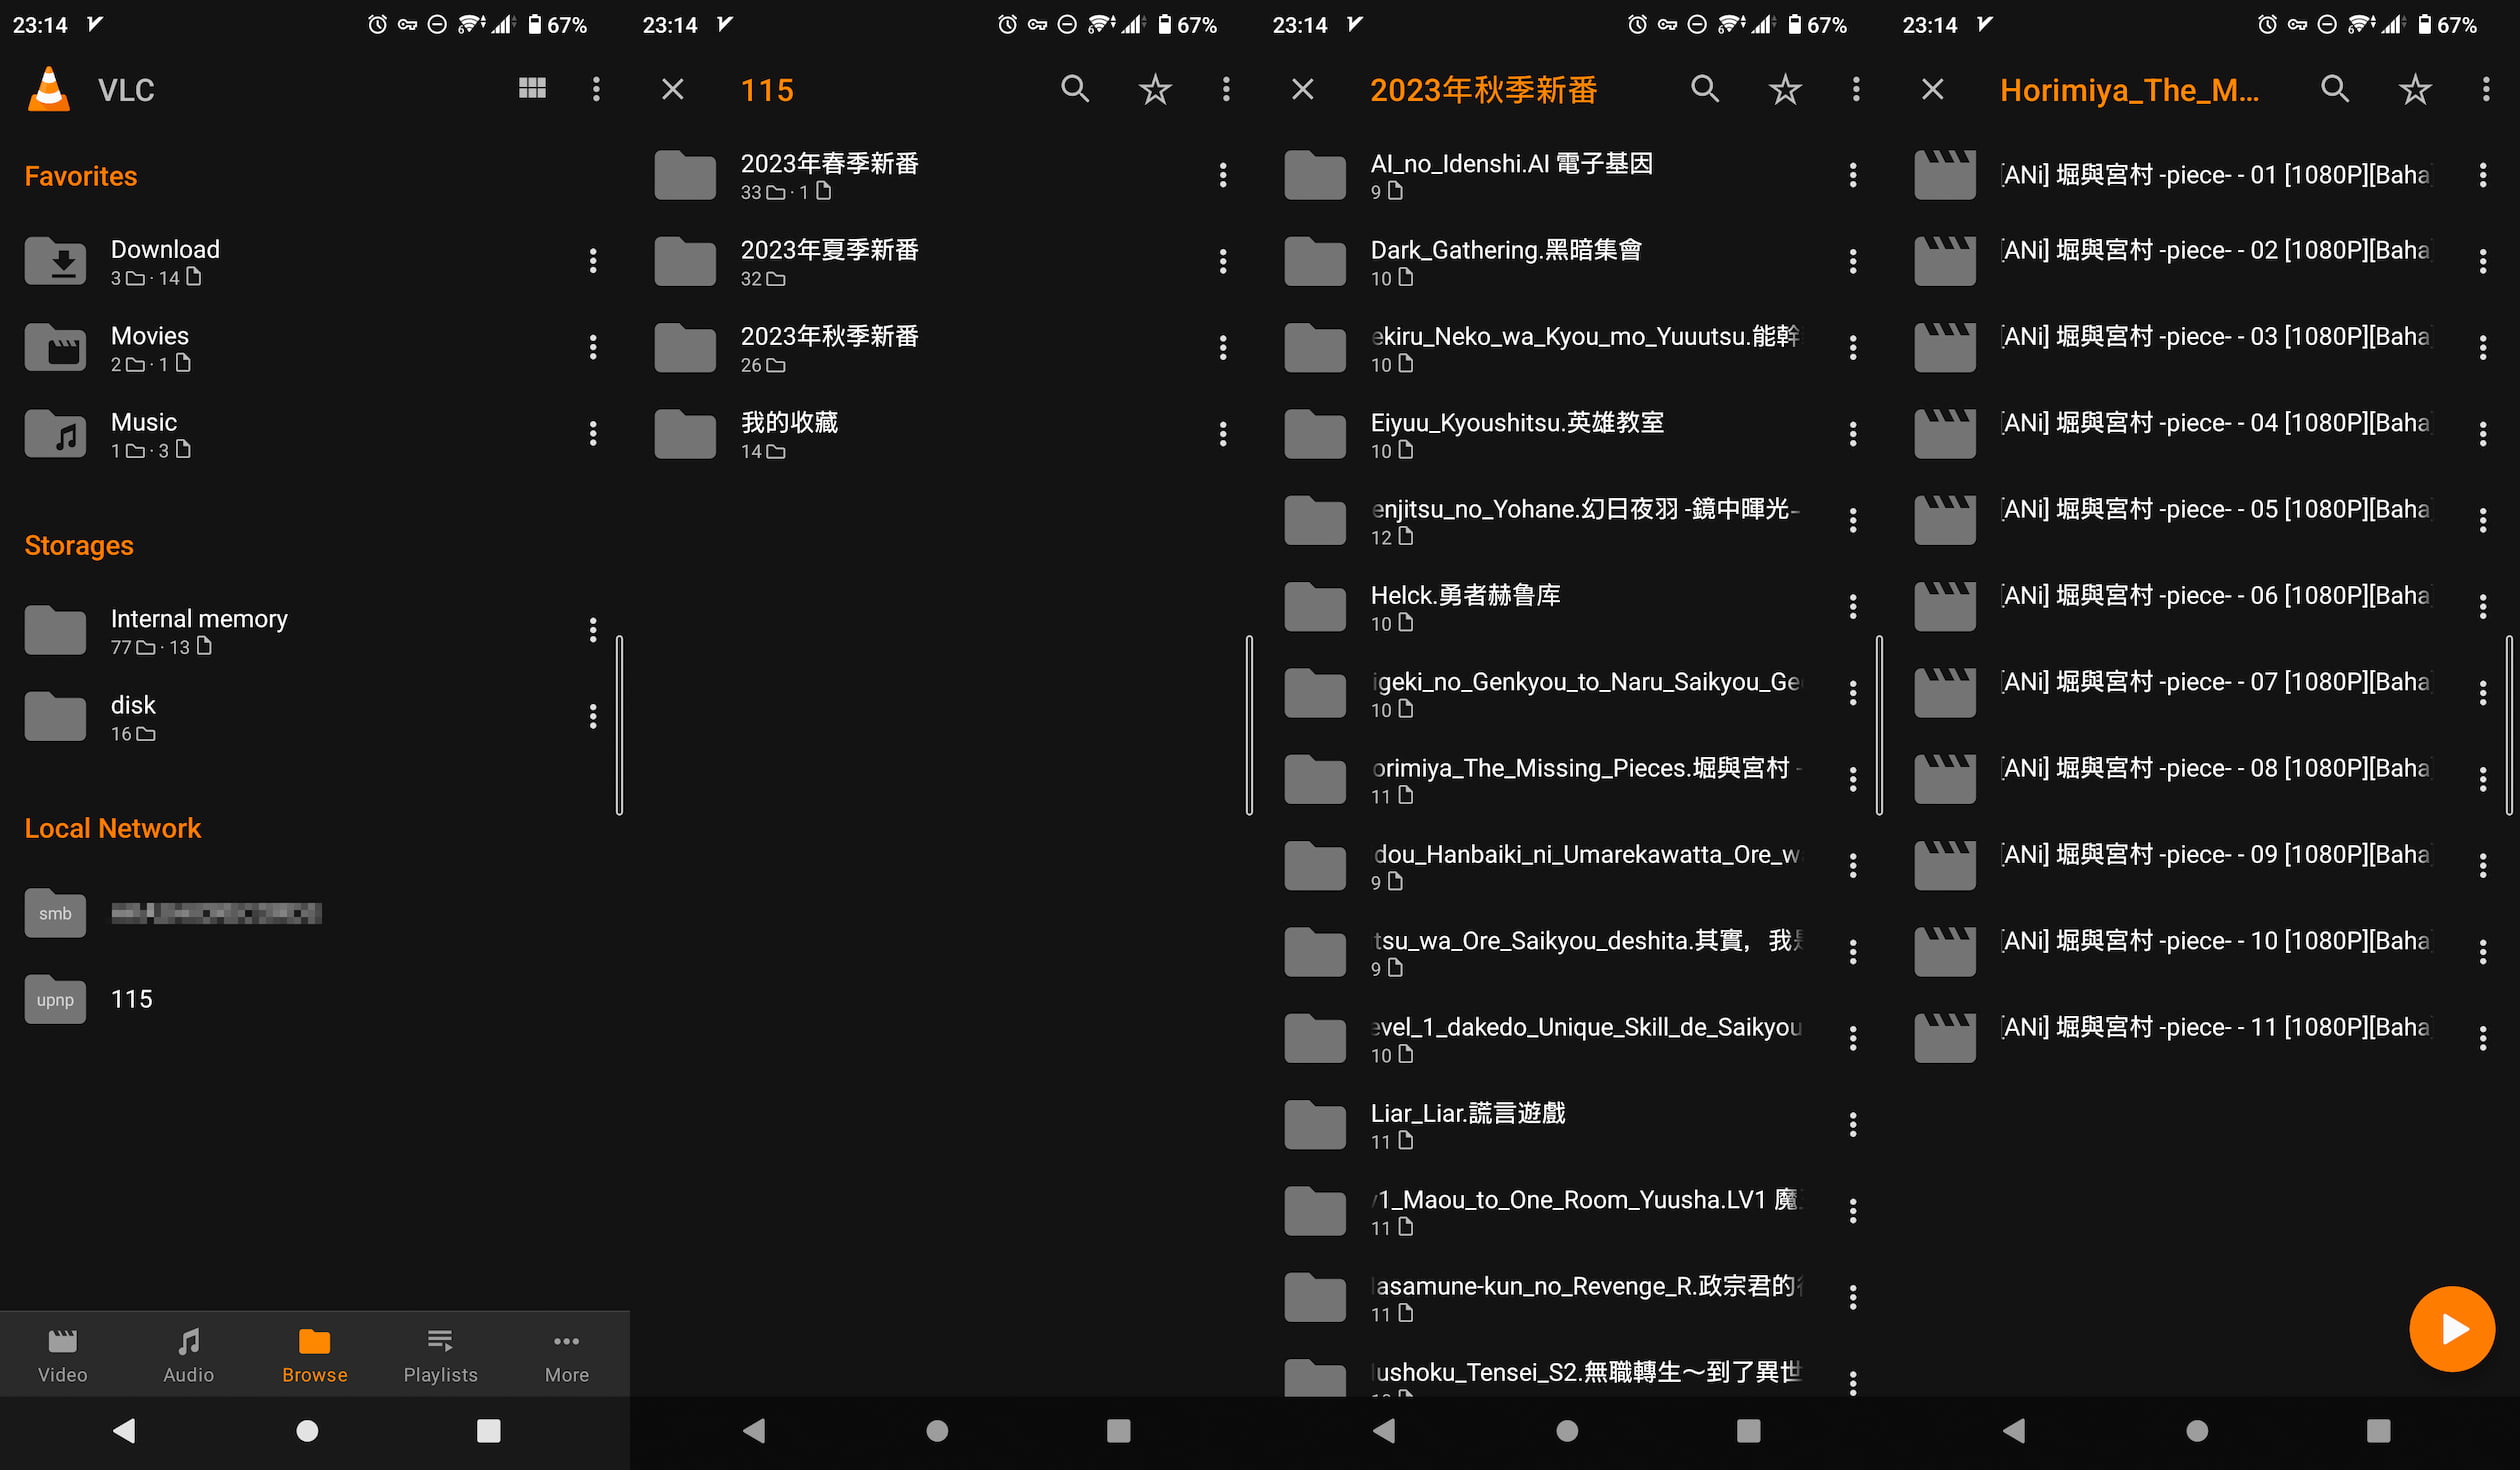 23:14
67%
VLC
Favorites
Download
3 · 14
Movies
2 · 1
Music
1 · 3
Storages
Internal memory
77 · 13
disk
16
Local Network
smb
upnp
115
Video
Audio
Browse
Playlists
More
23:14
67%
115
2023年春季新番
33 · 1
2023年夏季新番
32
2023年秋季新番
26
我的收藏
14
23:14
67%
2023年秋季新番
AI_no_Idenshi.AI 電子基因
9
Dark_Gathering.黑暗集會
10
ekiru_Neko_wa_Kyou_mo_Yuuutsu.能幹
10
Eiyuu_Kyoushitsu.英雄教室
10
enjitsu_no_Yohane.幻日夜羽 -鏡中暉光-
12
Helck.勇者赫鲁库
10
igeki_no_Genkyou_to_Naru_Saikyou_Ge
10
orimiya_The_Missing_Pieces.堀與宮村 -
11
dou_Hanbaiki_ni_Umarekawatta_Ore_w
9
tsu_wa_Ore_Saikyou_deshita.其實，我
9
evel_1_dakedo_Unique_Skill_de_Saikyou
10
Liar_Liar.謊言遊戲
11
v1_Maou_to_One_Room_Yuusha.LV1 魔
11
asamune-kun_no_Revenge_R.政宗君的
11
ushoku_Tensei_S2.無職轉生～到了異世
23:14
67%
Horimiya_The_M...
[ANi] 堀與宮村 -piece- - 01 [1080P][Baha
[ANi] 堀與宮村 -piece- - 02 [1080P][Baha
[ANi] 堀與宮村 -piece- - 03 [1080P][Baha
[ANi] 堀與宮村 -piece- - 04 [1080P][Baha
[ANi] 堀與宮村 -piece- - 05 [1080P][Baha
[ANi] 堀與宮村 -piece- - 06 [1080P][Baha
[ANi] 堀與宮村 -piece- - 07 [1080P][Baha
[ANi] 堀與宮村 -piece- - 08 [1080P][Baha
[ANi] 堀與宮村 -piece- - 09 [1080P][Baha
[ANi] 堀與宮村 -piece- - 10 [1080P][Baha
[ANi] 堀與宮村 -piece- - 11 [1080P][Baha